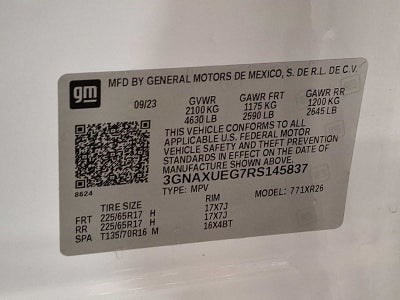 gm
MFD BY GENERAL MOTORS DE MEXICO, S. DE R.L. DE C.V.
09/23 GVWR GAWR FRT GAWR RR
2100 KG 1175 KG 1200 KG
4630 LB 2590 LB 2645 LB
THIS VEHICLE CONFORMS TO ALL
APPLICABLE U.S. FEDERAL MOTOR
VEHICLE SAFETY AND THEFT PREVENTION
STANDARDS IN EFFECT ON THE DATE OF
MANUFACTURE SHOWN ABOVE.
3GNAXUEG7RS145837
8624 TYPE: MPV MODEL: 771XR26
TIRE SIZE RIM
FRT 225/65R17 H 17X7J
RR 225/65R17 H 17X7J
SPA T135/70R16 M 16X4BT